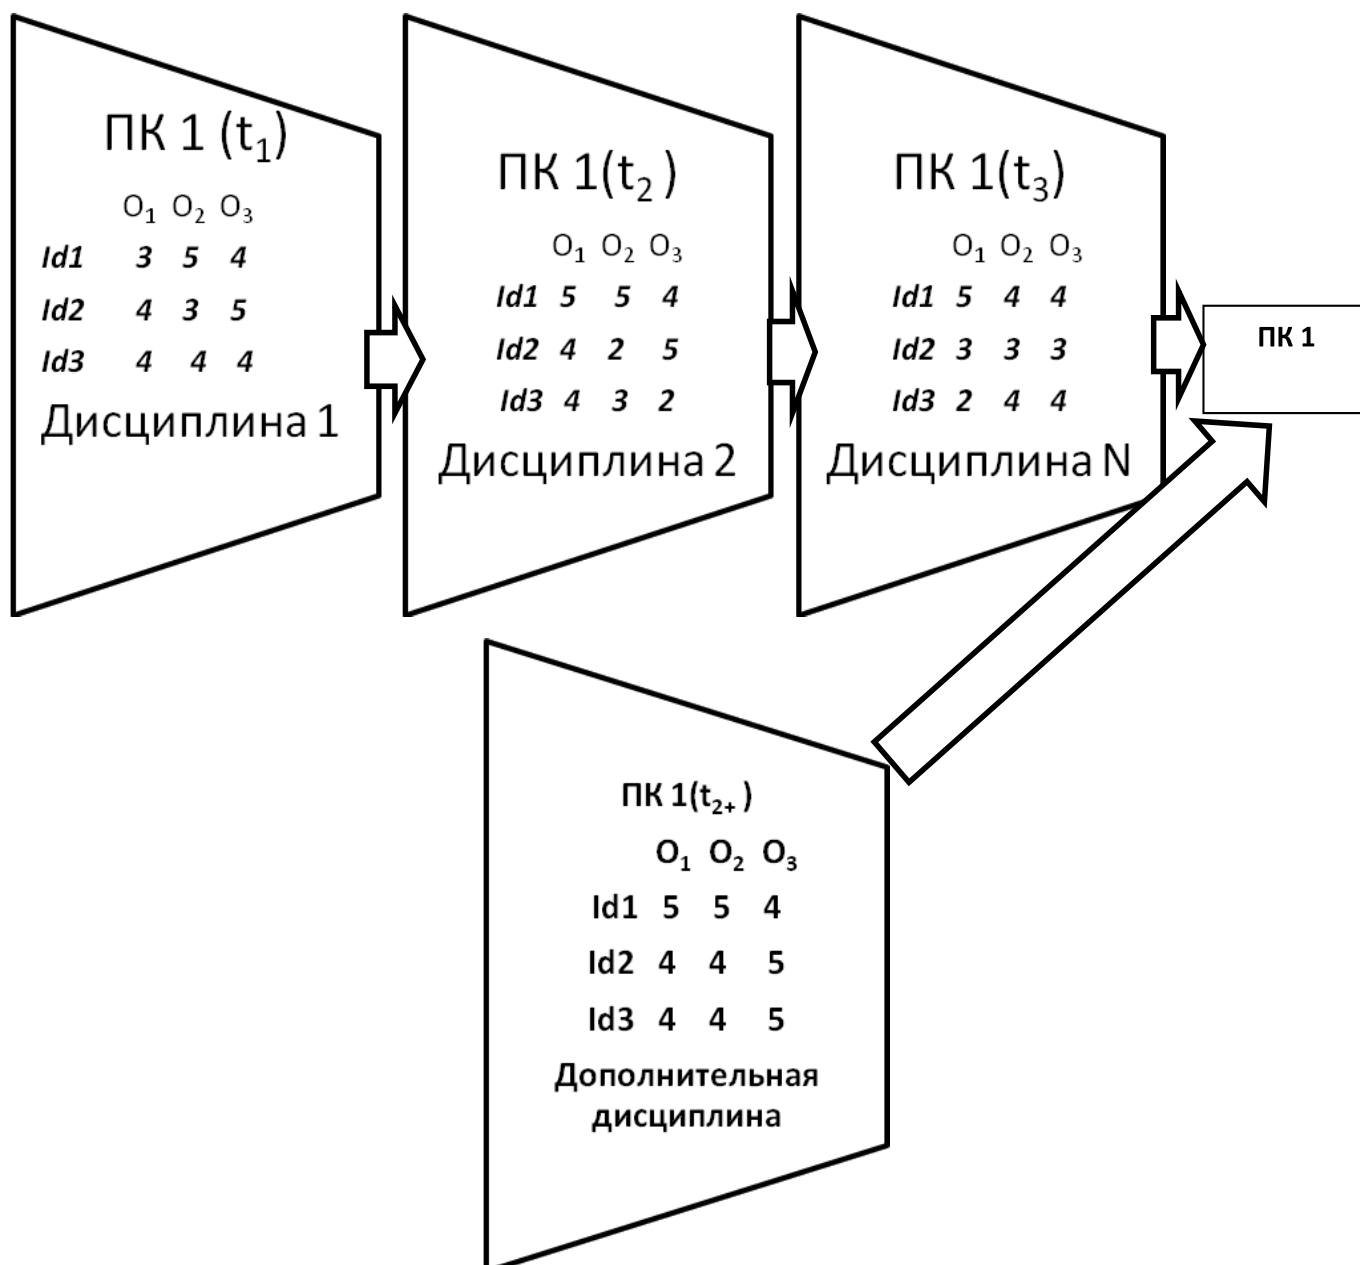 ПК 1 (t₁)
O₁ O₂ O₃
Id1 3 5 4
Id2 4 3 5
Id3 4 4 4
Дисциплина 1
ПК 1(t₂ )
O₁ O₂ O₃
Id1 5 5 4
Id2 4 2 5
Id3 4 3 2
Дисциплина 2
ПК 1(t₃)
O₁ O₂ O₃
Id1 5 4 4
Id2 3 3 3
Id3 2 4 4
Дисциплина N
ПК 1
ПК 1(t₂₊ )
O₁ O₂ O₃
Id1 5 5 4
Id2 4 4 5
Id3 4 4 5
Дополнительная
дисциплина